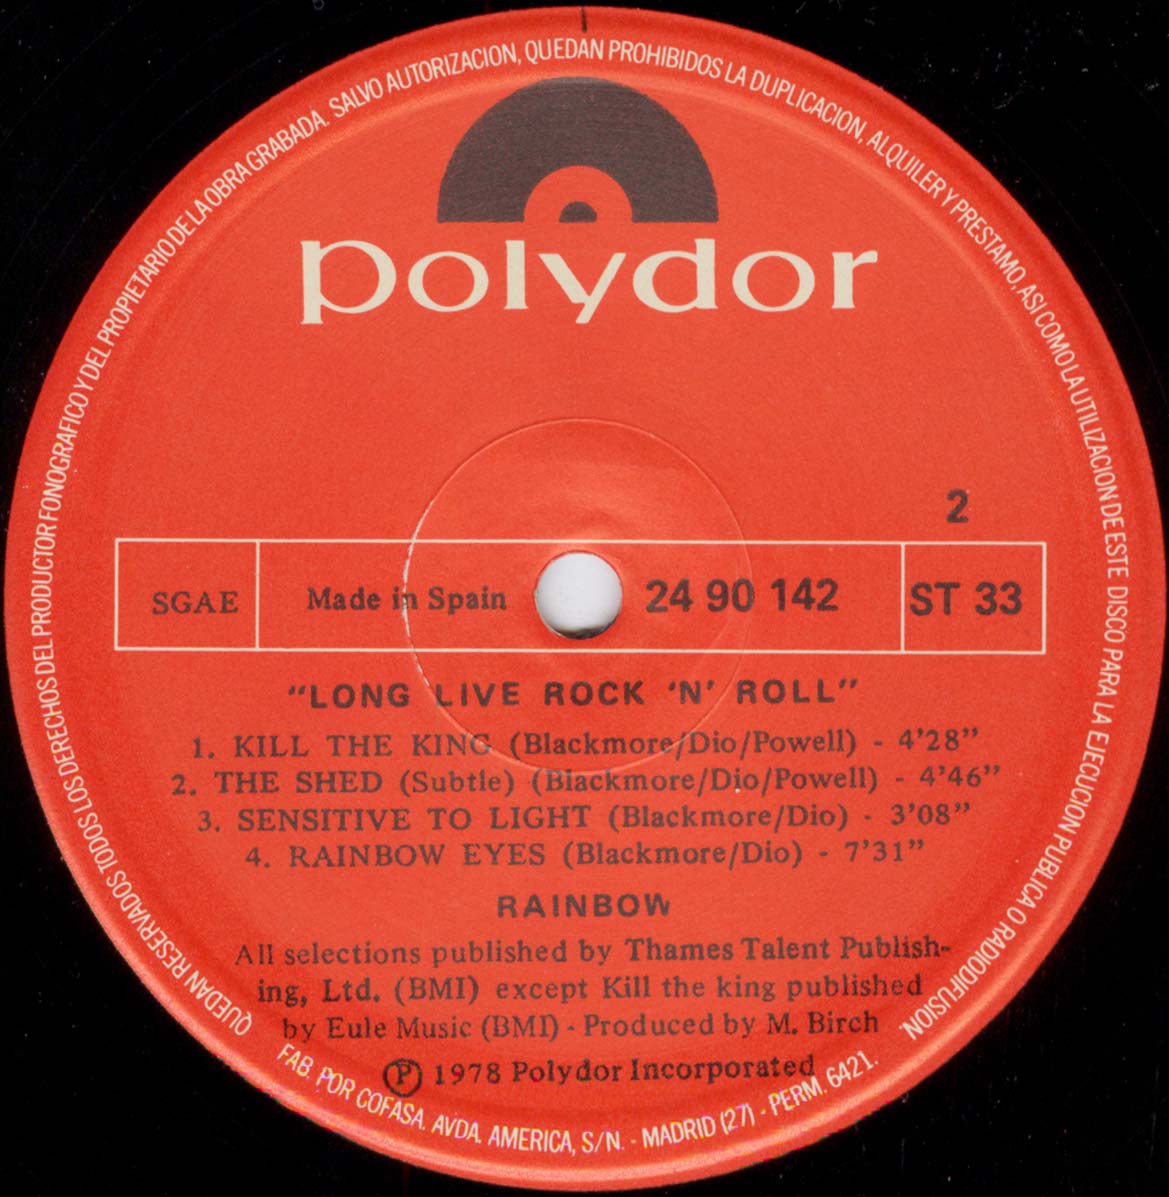 QUEDAN RESERVADOS TODOS LOS DERECHOS DEL PRODUCTOR FONOGRAFICO Y DEL PROPIETARIO DE LA OBRA GRABADA. SALVO AUTORIZACION, QUEDAN PROHIBIDOS LA DUPLICACION, ALQUILER Y PRESTAMO, ASI COMO LA UTILIZACION DE ESTE DISCO PARA LA EJECUCION PUBLICA O RADIODIFUSION.
polydor
2
SGAE Made in Spain 24 90 142 ST 33
"LONG LIVE ROCK 'N' ROLL"
1. KILL THE KING (Blackmore/Dio/Powell) - 4'28"
2. THE SHED (Subtle) (Blackmore/Dio/Powell) - 4'46"
3. SENSITIVE TO LIGHT (Blackmore/Dio) - 3'08"
4. RAINBOW EYES (Blackmore/Dio) - 7'31"
RAINBOW
All selections published by Thames Talent Publish-
ing, Ltd. (BMI) except Kill the king published
by Eule Music (BMI) - Produced by M. Birch
Ⓟ 1978 Polydor Incorporated
FAB. POR COFASA. AVDA. AMERICA, S/N. - MADRID (27) - PERM. 6421.